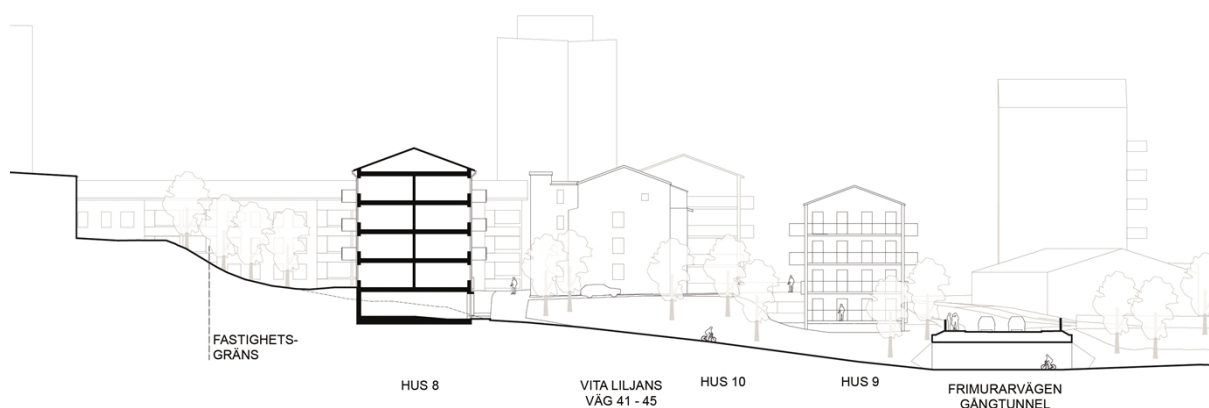 FASTIGHETS-
GRÄNS
HUS 8
VITA LILJANS
VÄG 41 - 45
HUS 10
HUS 9
FRIMURARVÄGEN
GÅNGTUNNEL